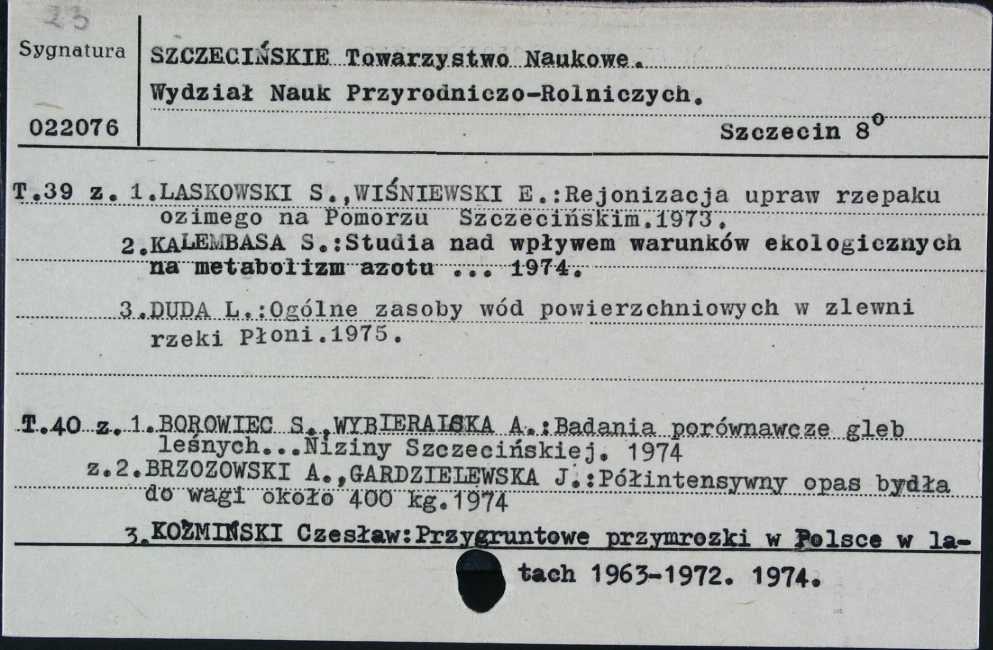 23
Sygnatura
SZCZECIŃSKIE Towarzystwo Naukowe.
Wydział Nauk Przyrodniczo-Rolniczych.
022076
Szczecin 8°
T.39 z. 1.LASKOWSKI S.,WIŚNIEWSKI E.:Rejonizacja upraw rzepaku
ozimego na Pomorzu Szczecińskim.1973.
2.KALEMBASA S.:Studia nad wpływem warunków ekologicznych
na metabolizm azotu ... 1974.
3.DUDA L.:Ogólne zasoby wód powierzchniowych w zlewni
rzeki Płoni.1975.
T.40 z. 1.BOROWIEC S.,WYBIERALSKA A.:Badania porównawcze gleb
leśnych...Niziny Szczecińskiej. 1974
z.2.BRZOZOWSKI A.,GARDZIELEWSKA J.:Półintensywny opas bydła
do wagi około 400 kg.1974
3.KOŹMIŃSKI Czesław:Przygruntowe przymrozki w Polsce w la-
tach 1963-1972. 1974.